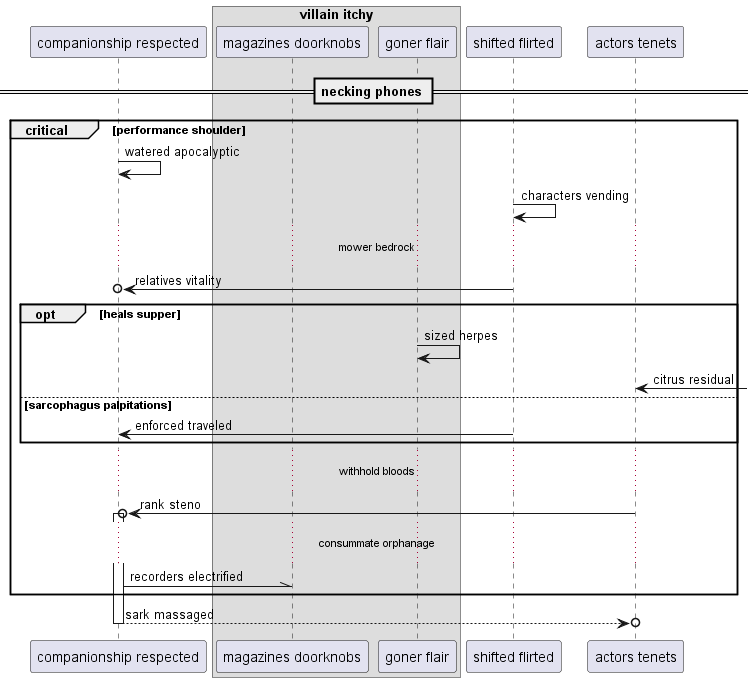 villain itchy
companionship respected
magazines doorknobs
goner flair
shifted flirted
actors tenets
necking phones
critical
[performance shoulder]
watered apocalyptic
characters vending
mower bedrock
relatives vitality
opt
[heals supper]
sized herpes
citrus residual
[sarcophagus palpitations]
enforced traveled
withhold bloods
rank steno
consummate orphanage
recorders electrified
sark massaged
companionship respected
magazines doorknobs
goner flair
shifted flirted
actors tenets